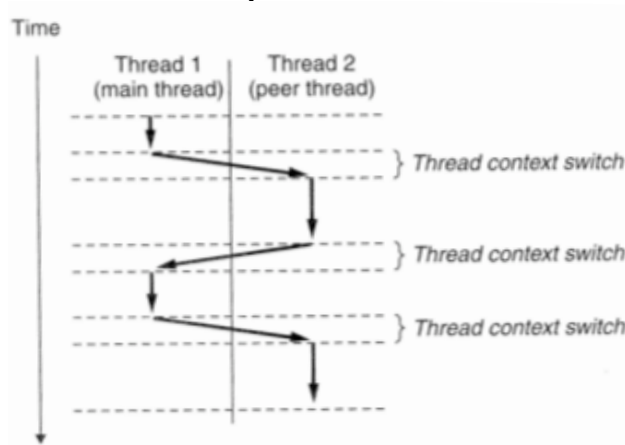 Time
Thread 1
(main thread)
Thread 2
(peer thread)
Thread context switch
Thread context switch
Thread context switch